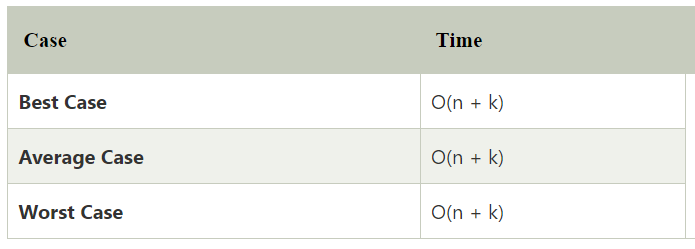 Case Time
Best Case O(n + k)
Average Case O(n + k)
Worst Case O(n + k)